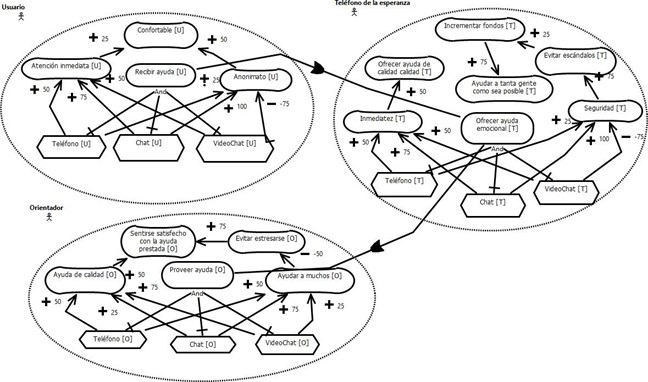 Usuario
Confortable [U]
+ 25
+ 50
Atención inmediata [U]
Recibir ayuda [U]
Anonimato [U]
+ 50
+ 75
And
+ 25
+ 50
+ 100
− -75
Teléfono [U]
Chat [U]
VideoChat [U]
Teléfono de la esperanza
Incrementar fondos [T]
+ 25
Evitar escándalos [T]
Ofrecer ayuda de
calidad calidad [T]
+ 75
Ayudar a tanta gente
como sea posible [T]
+ 75
+ 50
Seguridad [T]
Inmediatez [T]
Ofrecer ayuda
emocional [T]
+ 50
+ 50
+ 75
And
+ 25
+ 100
− -75
Teléfono [T]
VideoChat [T]
Chat [T]
Orientador
Sentirse satisfecho
con la ayuda
prestada [O]
+ 75
Evitar estresarse [O]
− -50
Ayuda de calidad [O]
+ 50
Proveer ayuda [O]
Ayudar a muchos [O]
+ 50
+ 75
And
+ 50
+ 25
+ 75
+ 25
Teléfono [O]
Chat [O]
VideoChat [O]